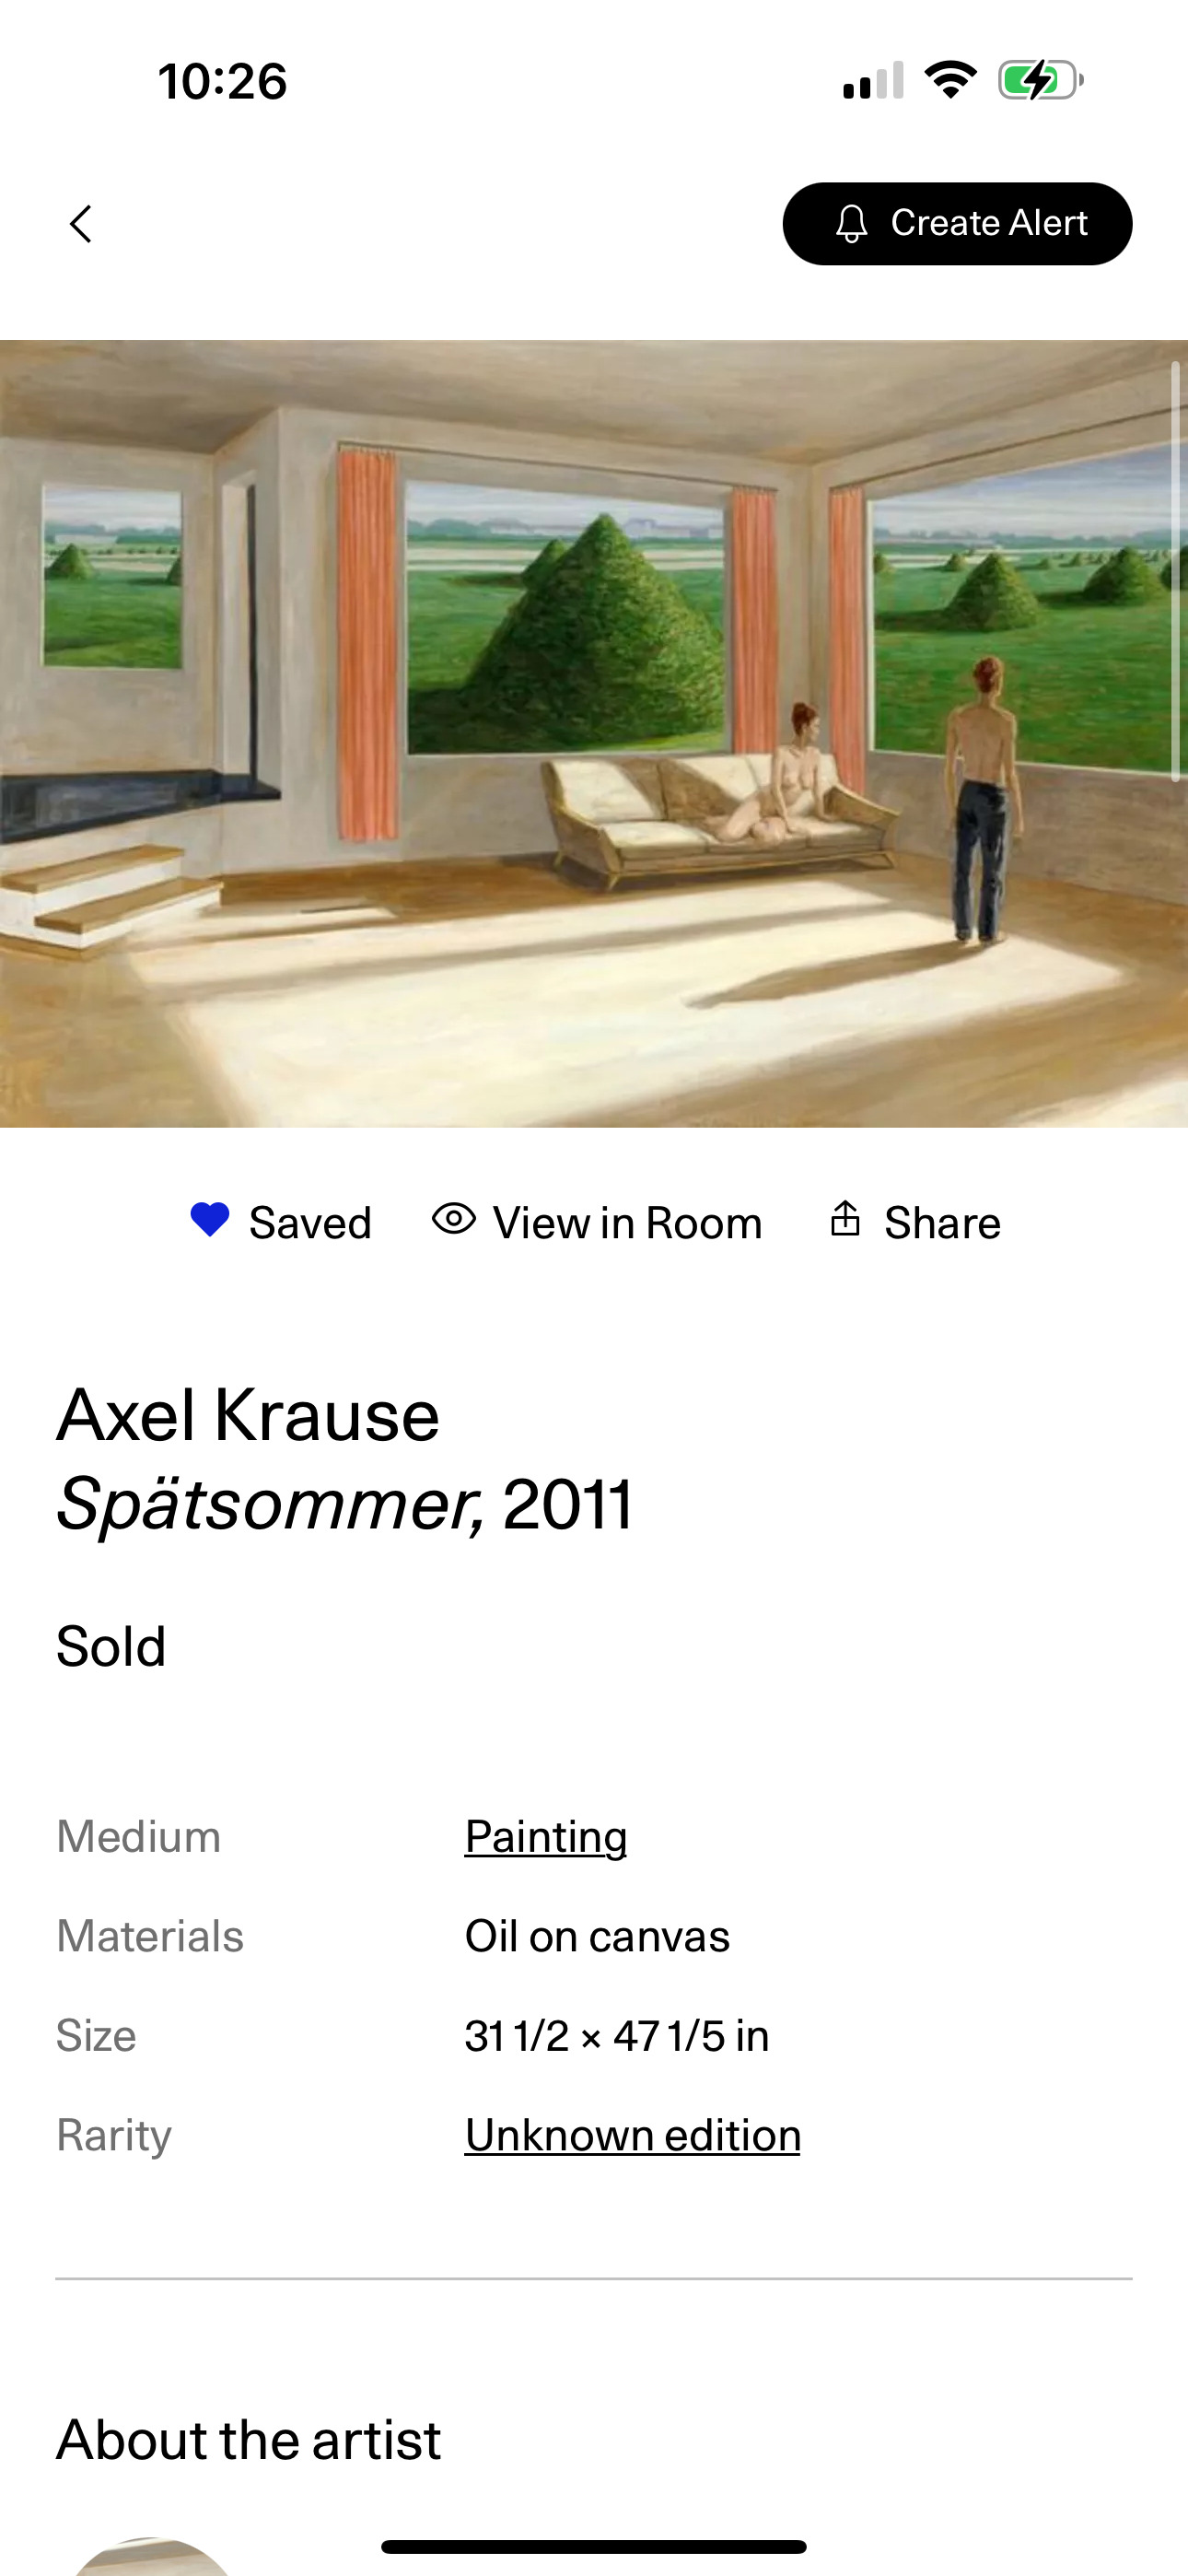 10:26
Create Alert
Saved View in Room Share
Axel Krause
Spätsommer, 2011
Sold
Medium Painting
Materials Oil on canvas
Size 31 1/2 × 47 1/5 in
Rarity Unknown edition
About the artist